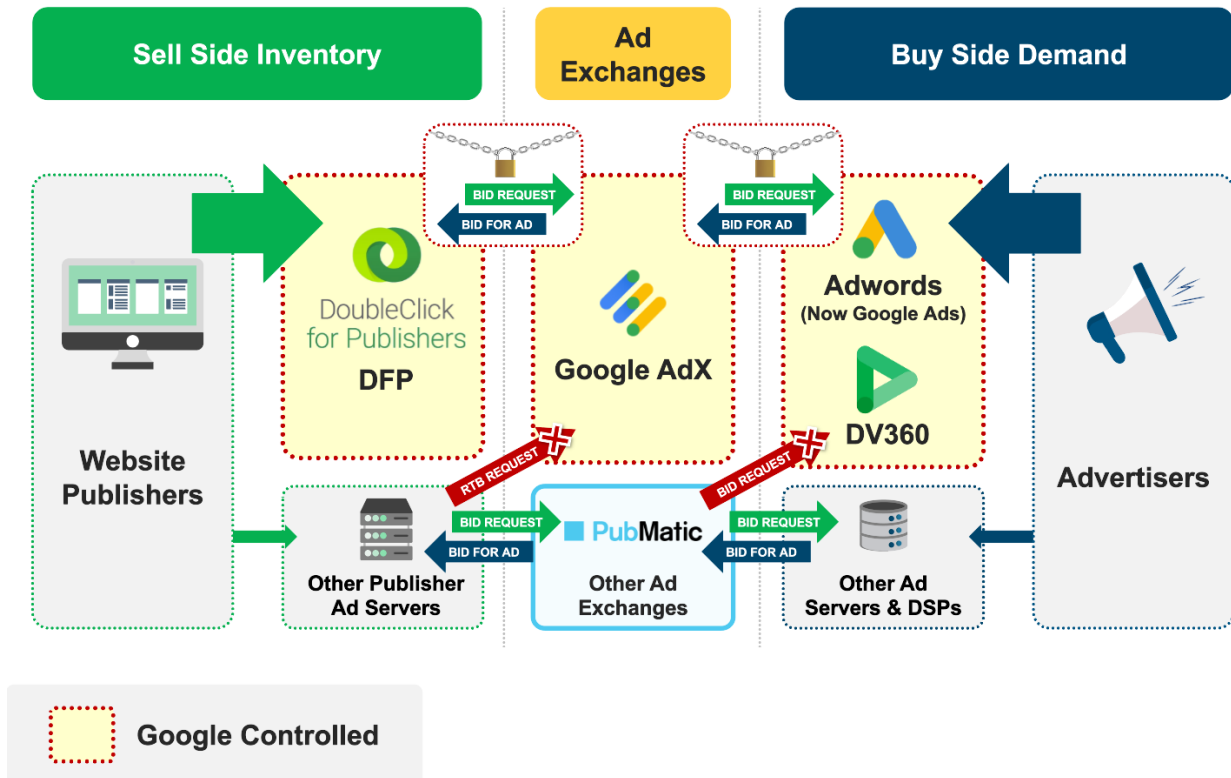 Sell Side Inventory
Ad
Exchanges
Buy Side Demand
BID REQUEST
BID FOR AD
BID REQUEST
BID FOR AD
DoubleClick
for Publishers
DFP
Google AdX
Adwords
(Now Google Ads)
DV360
Website
Publishers
Advertisers
RTB REQUEST
BID REQUEST
BID REQUEST
BID FOR AD
PubMatic
BID REQUEST
BID FOR AD
Other Publisher
Ad Servers
Other Ad
Exchanges
Other Ad
Servers & DSPs
Google Controlled